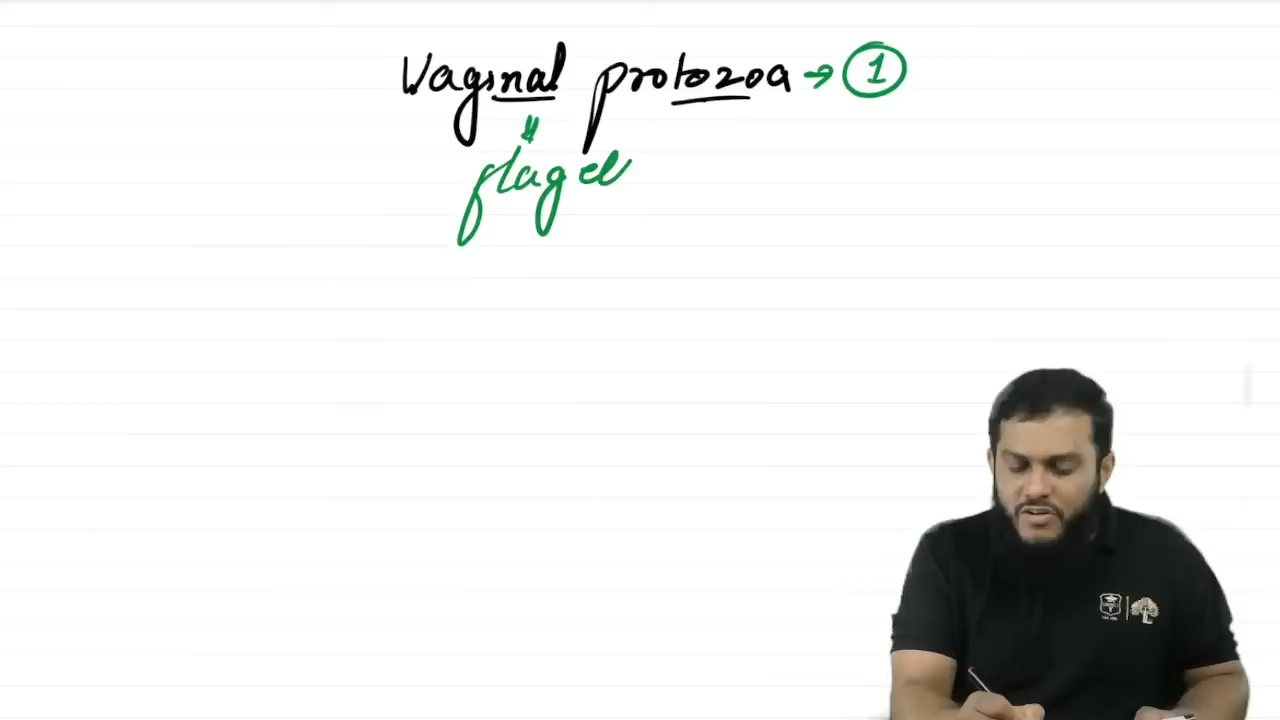 Vaginal protozoa → 1
flagel